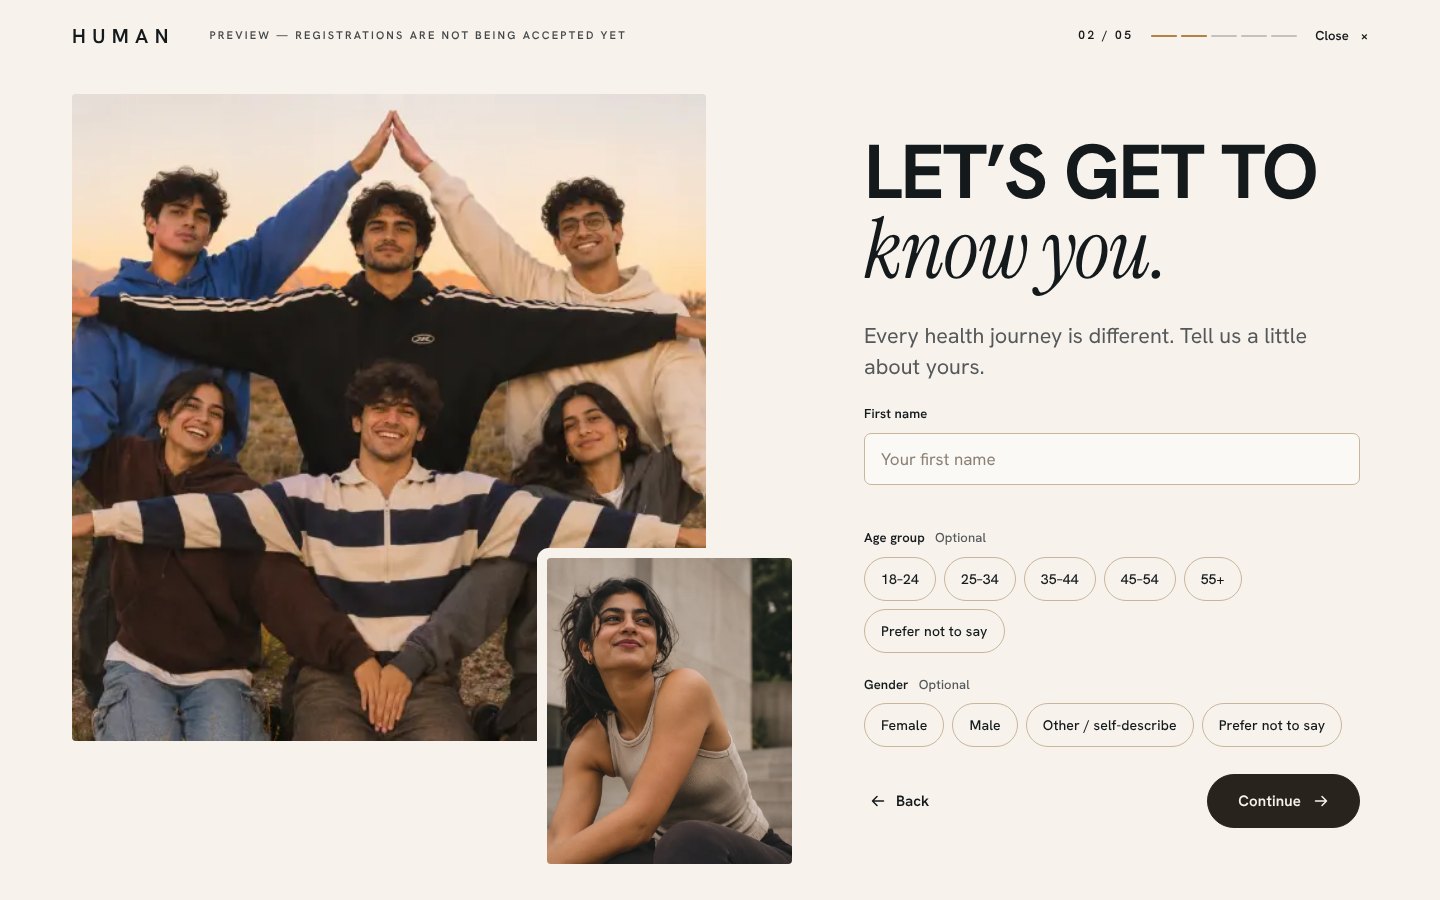 HUMAN
PREVIEW — REGISTRATIONS ARE NOT BEING ACCEPTED YET
02 / 05
Close ×
LET’S GET TO
know you.
Every health journey is different. Tell us a little
about yours.
First name
Your first name
Age group Optional
18–24 25–34 35–44 45–54 55+
Prefer not to say
Gender Optional
Female Male Other / self-describe Prefer not to say
← Back
Continue →